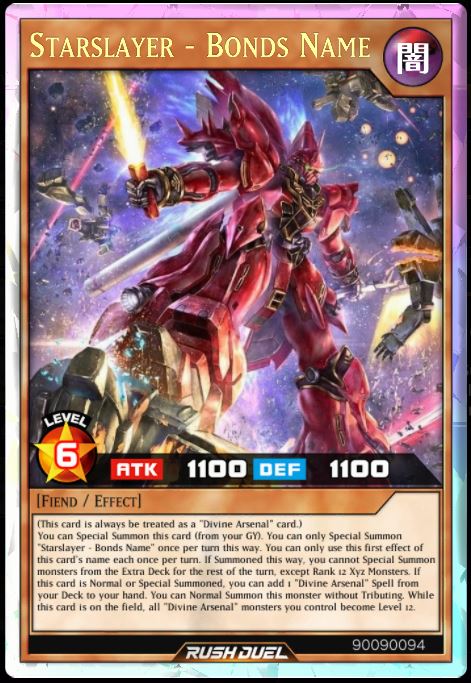 Starslayer - Bonds Name
闇
LEVEL
6
ATK 1100 DEF 1100
[Fiend / Effect]
(This card is always be treated as a "Divine Arsenal" card.)
You can Special Summon this card (from your GY). You can only Special Summon
"Starslayer - Bonds Name" once per turn this way. You can only use this first effect of
this card's name each once per turn. If Summoned this way, you cannot Special Summon
monsters from the Extra Deck for the rest of the turn, except Rank 12 Xyz Monsters. If
this card is Normal or Special Summoned, you can add 1 "Divine Arsenal" Spell from
your Deck to your hand. You can Normal Summon this monster without Tributing. While
this card is on the field, all "Divine Arsenal" monsters you control become Level 12.
90090094
RUSH DUEL